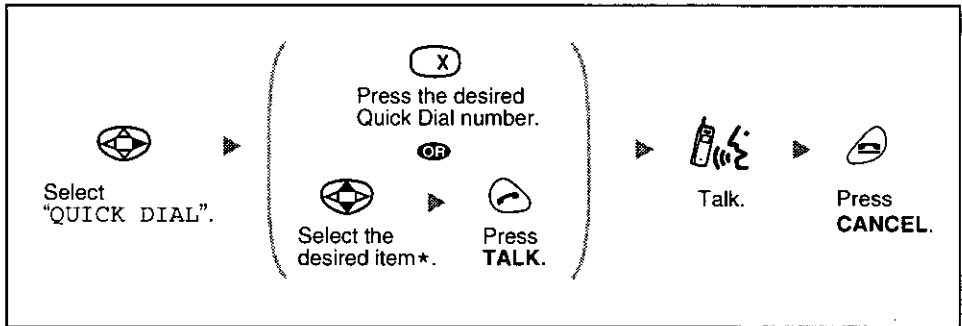 X
Press the desired
Quick Dial number.
OR
Select
"QUICK DIAL".
Select the
desired item*.
Press
TALK.
Talk.
Press
CANCEL.